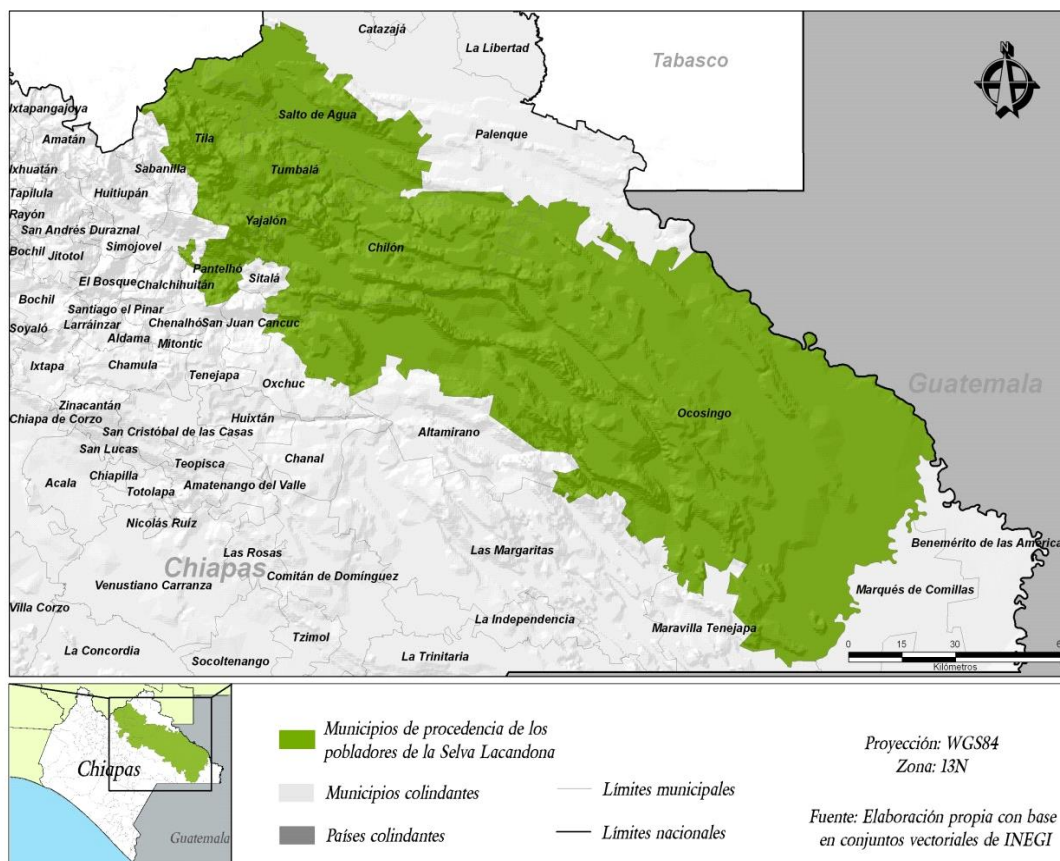 Catazajá
La Libertad
Tabasco
N
Ixtapangajoya
Salto de Agua
Amatán
Tila
Palenque
Ixhuatán
Sabanilla
Tumbalá
Tapilula
Huitiupán
Rayón
Yajalón
San Andrés Duraznal
Bochil
Jitotol
Simojovel
Chilón
Pantelhó
Sitalá
El Bosque
Chalchihuitán
Bochil
Santiago el Pinar
Soyaló
Larráinzar
Chenalhó
San Juan Cancuc
Aldama
Mitontic
Ixtapa
Chamula
Tenejapa
Oxchuc
Guatemala
Zinacantán
Chiapa de Corzo
Huixtán
Ocosingo
San Cristóbal de las Casas
Altamirano
San Lucas
Teopisca
Chanal
Acala
Chiapilla
Amatenango del Valle
Totolapa
Nicolás Ruíz
Las Rosas
Las Margaritas
Benemérito de las América
Chiapas
Comitán de Domínguez
Venustiano Carranza
Marqués de Comillas
Villa Corzo
La Independencia
Maravilla Tenejapa
Tzimol
La Concordia
Socoltenango
La Trinitaria
0 15 30 6
Kilómetros
Chiapas
Guatemala
Municipios de procedencia de los
pobladores de la Selva Lacandona
Municipios colindantes
Países colindantes
Límites municipales
Límites nacionales
Proyección: WGS84
Zona: 13N
Fuente: Elaboración propia con base
en conjuntos vectoriales de INEGI